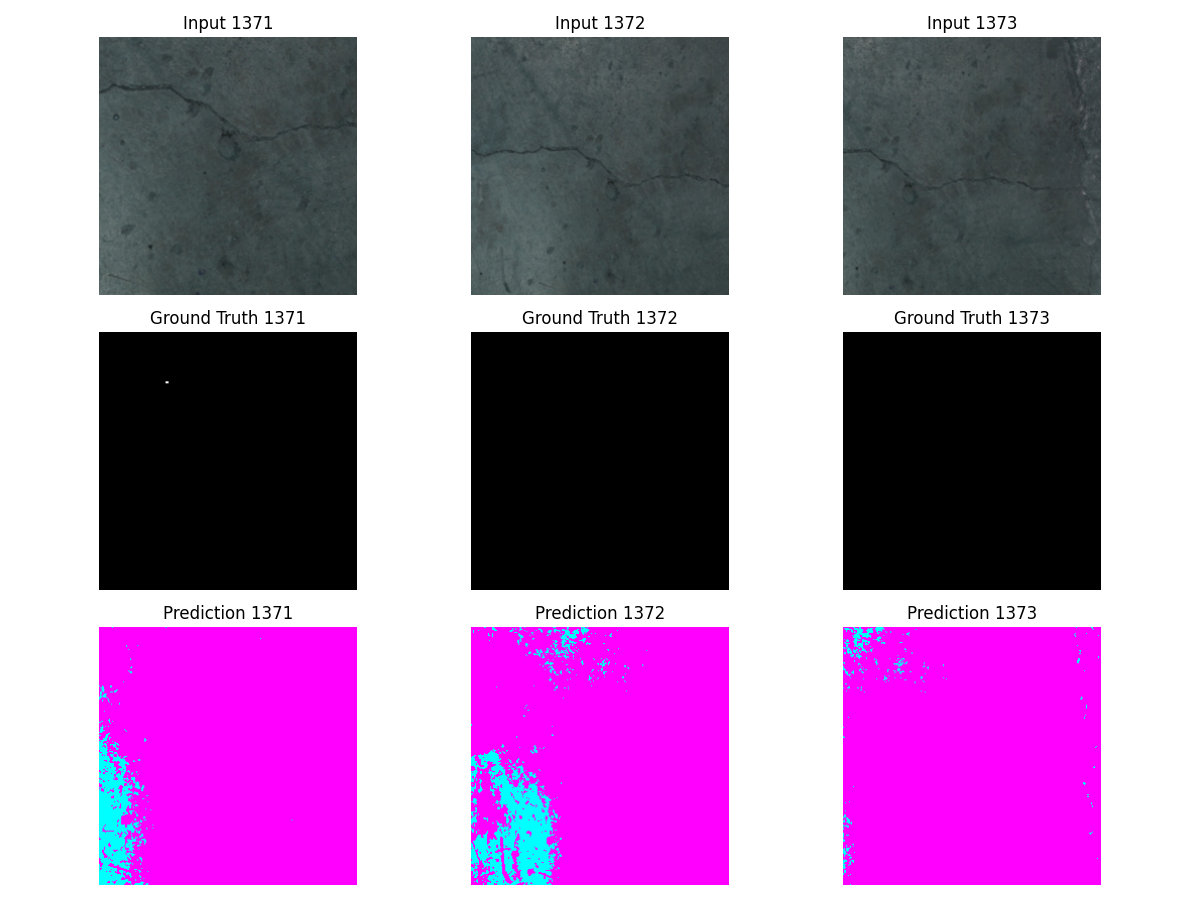 Input 1371
Input 1372
Input 1373
Ground Truth 1371
Ground Truth 1372
Ground Truth 1373
Prediction 1371
Prediction 1372
Prediction 1373